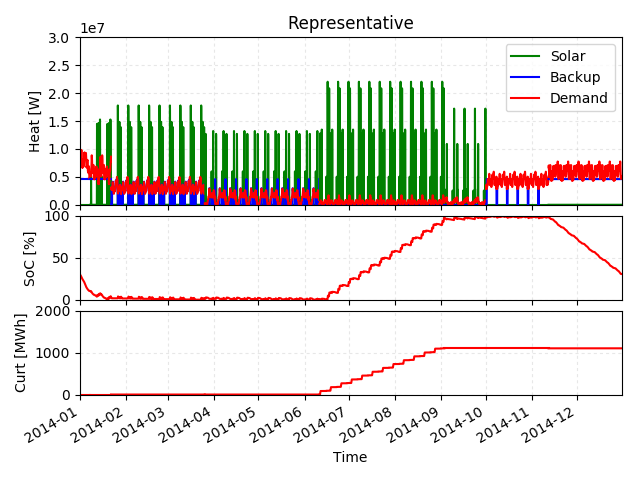 Representative
1e7
3.0
2.5
2.0
1.5
1.0
0.5
0.0
Heat [W]
Solar
Backup
Demand
100
50
0
SoC [%]
2000
1000
0
Curt [MWh]
2014-01
2014-02
2014-03
2014-04
2014-05
2014-06
2014-07
2014-08
2014-09
2014-10
2014-11
2014-12
Time